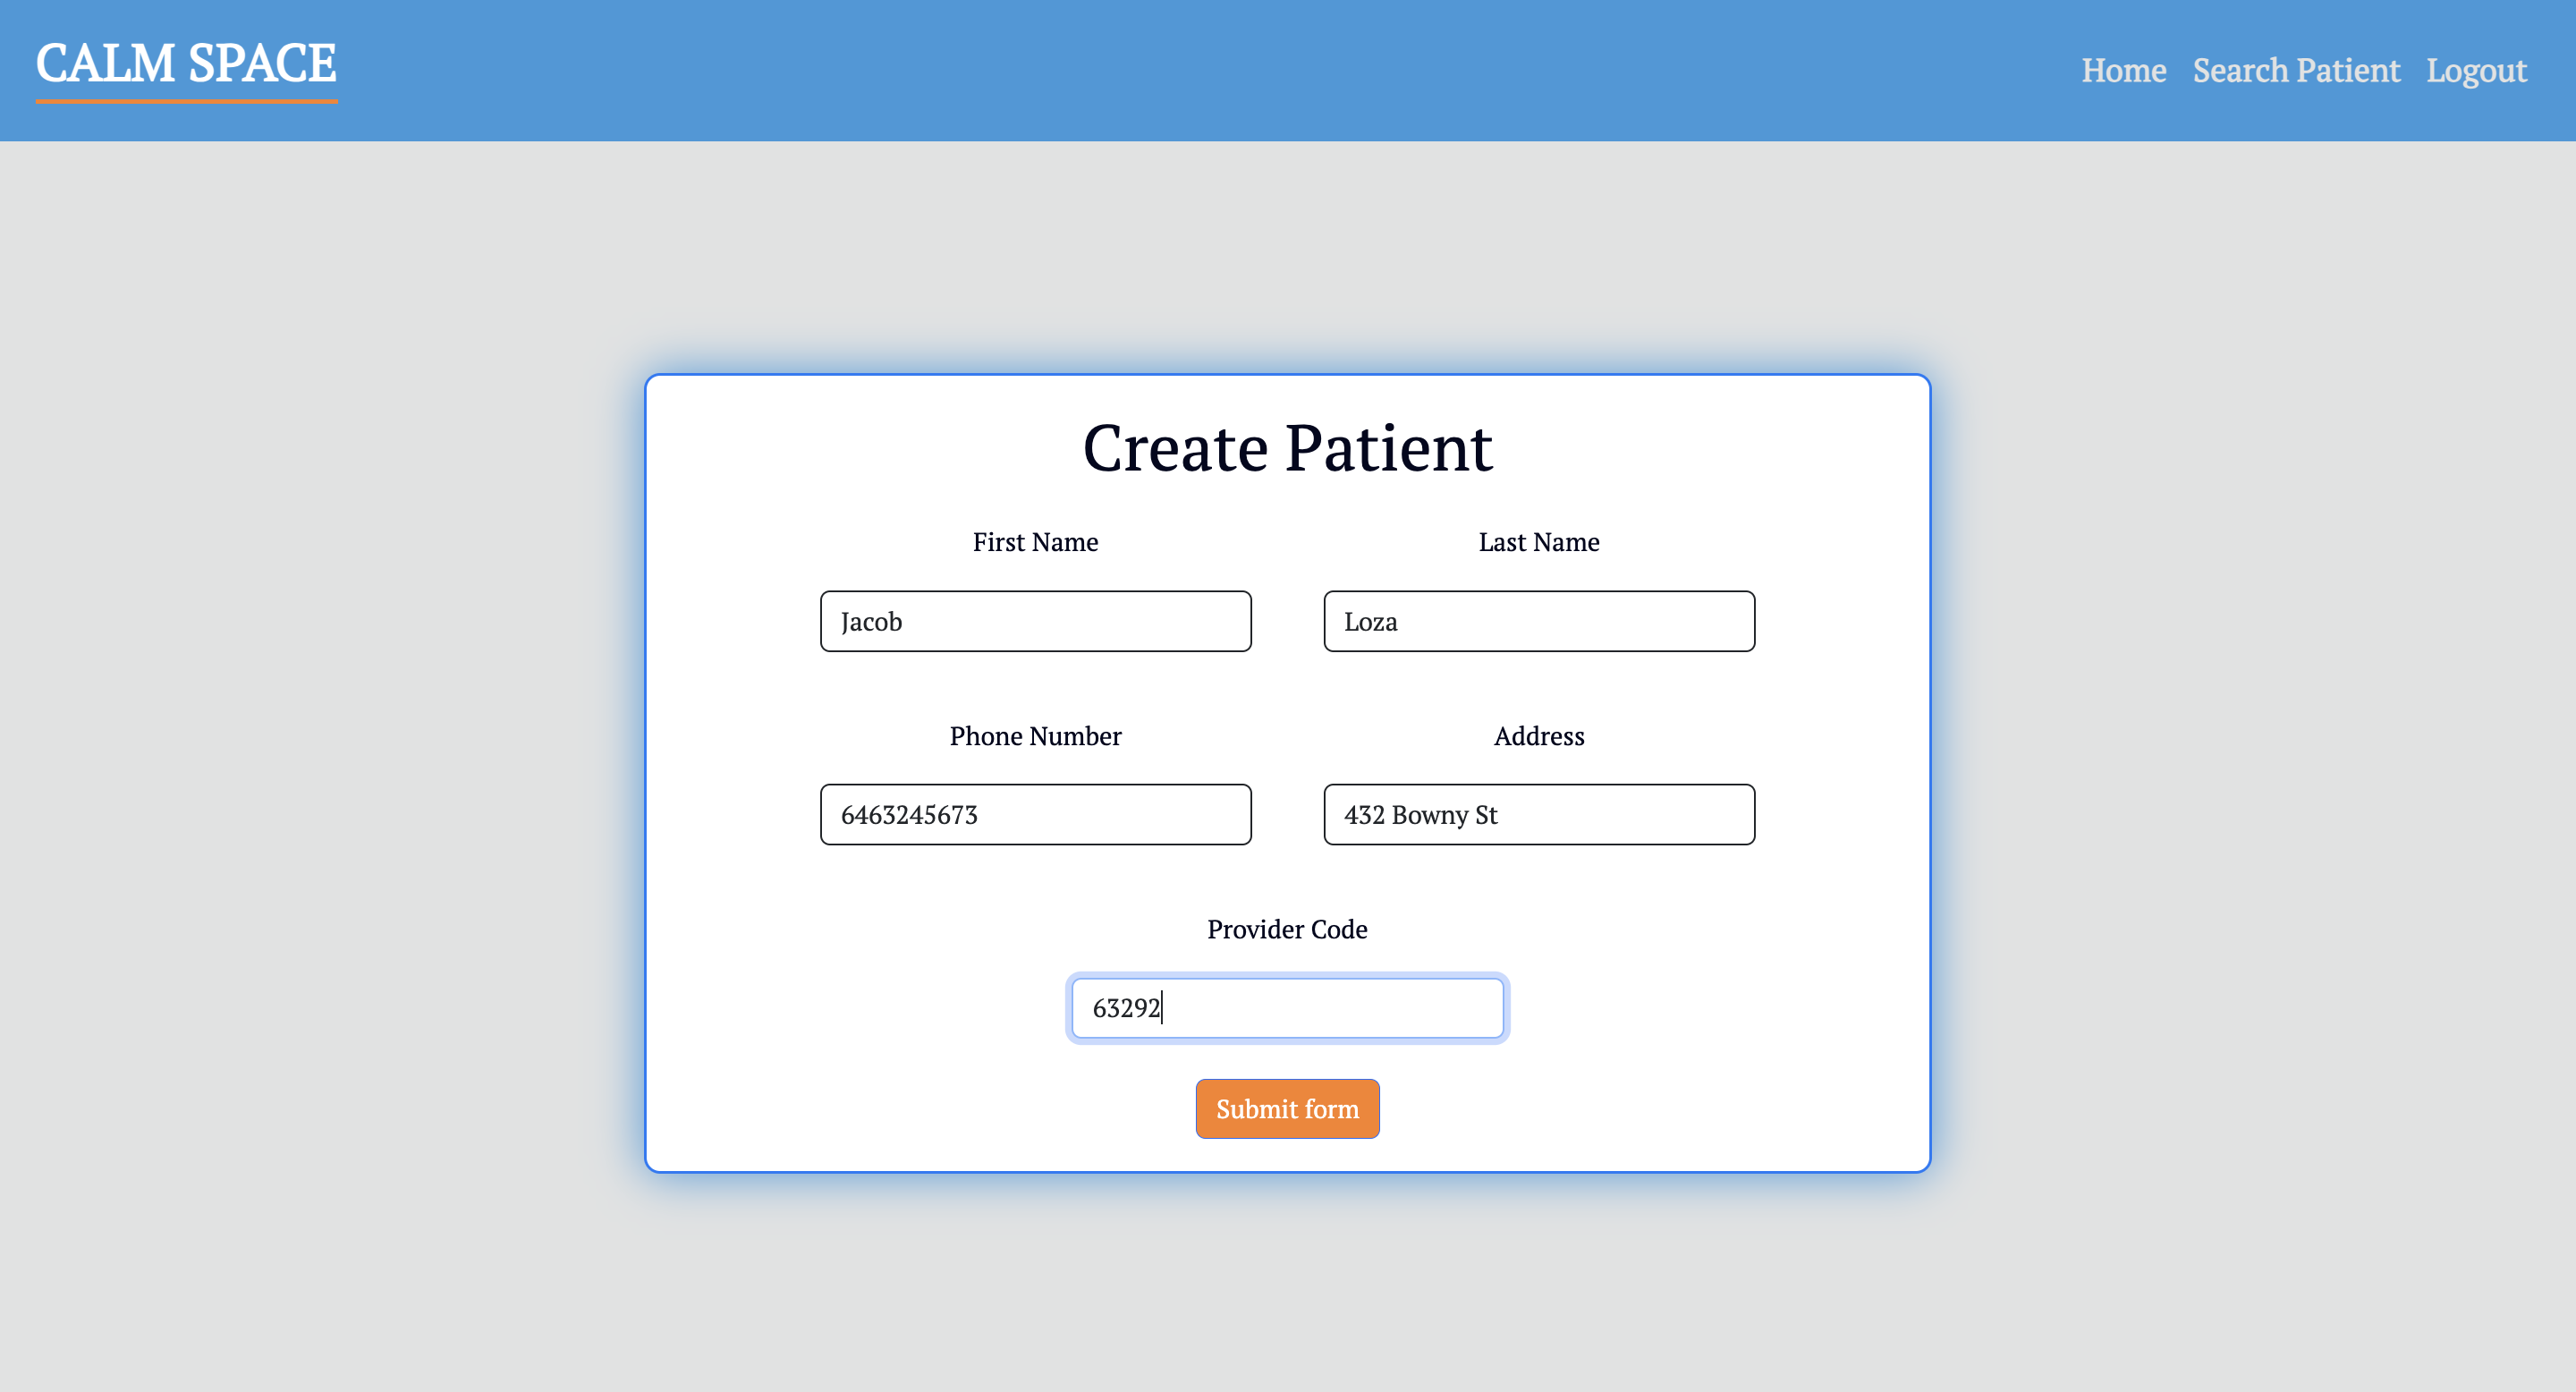 CALM SPACE
Home Search Patient Logout
Create Patient
First Name Last Name
Jacob Loza
Phone Number Address
6463245673 432 Bowny St
Provider Code
63292
Submit form